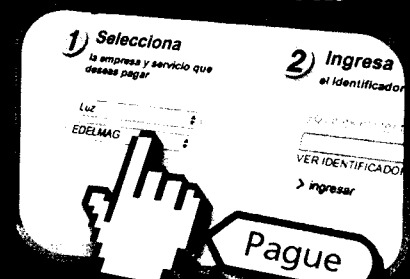 1) Selecciona
la empresa y servicio que
deseas pagar
Luz
EDELMAG
2) Ingresa
el identificador
VER IDENTIFICADOR
> ingresar
Pague